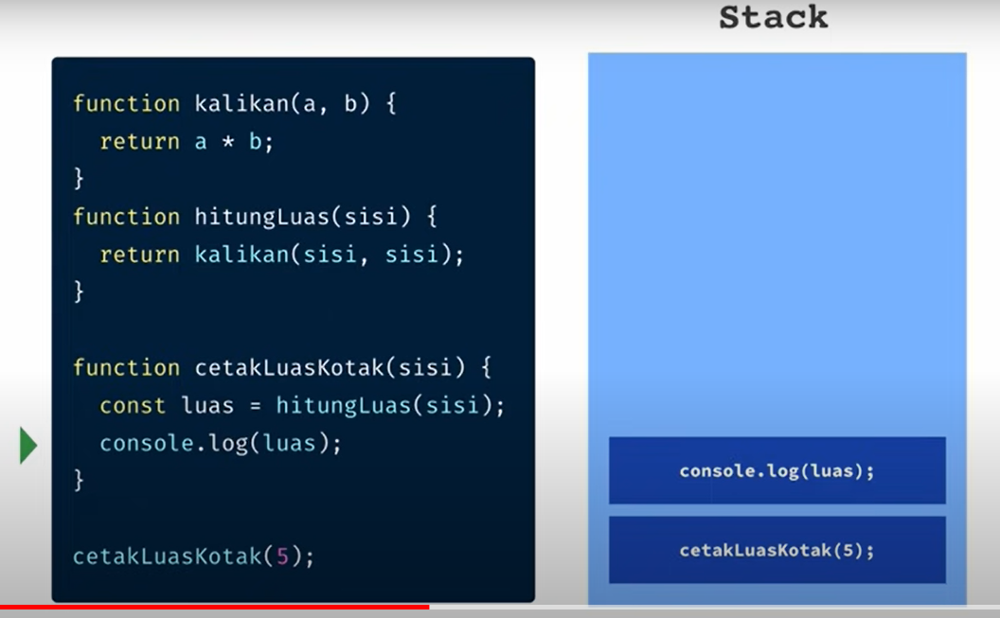 Stack
function kalikan(a, b) {
  return a * b;
}
function hitungLuas(sisi) {
  return kalikan(sisi, sisi);
}
function cetakLuasKotak(sisi) {
  const luas = hitungLuas(sisi);
  console.log(luas);
}
cetakLuasKotak(5);
console.log(luas);
cetakLuasKotak(5);